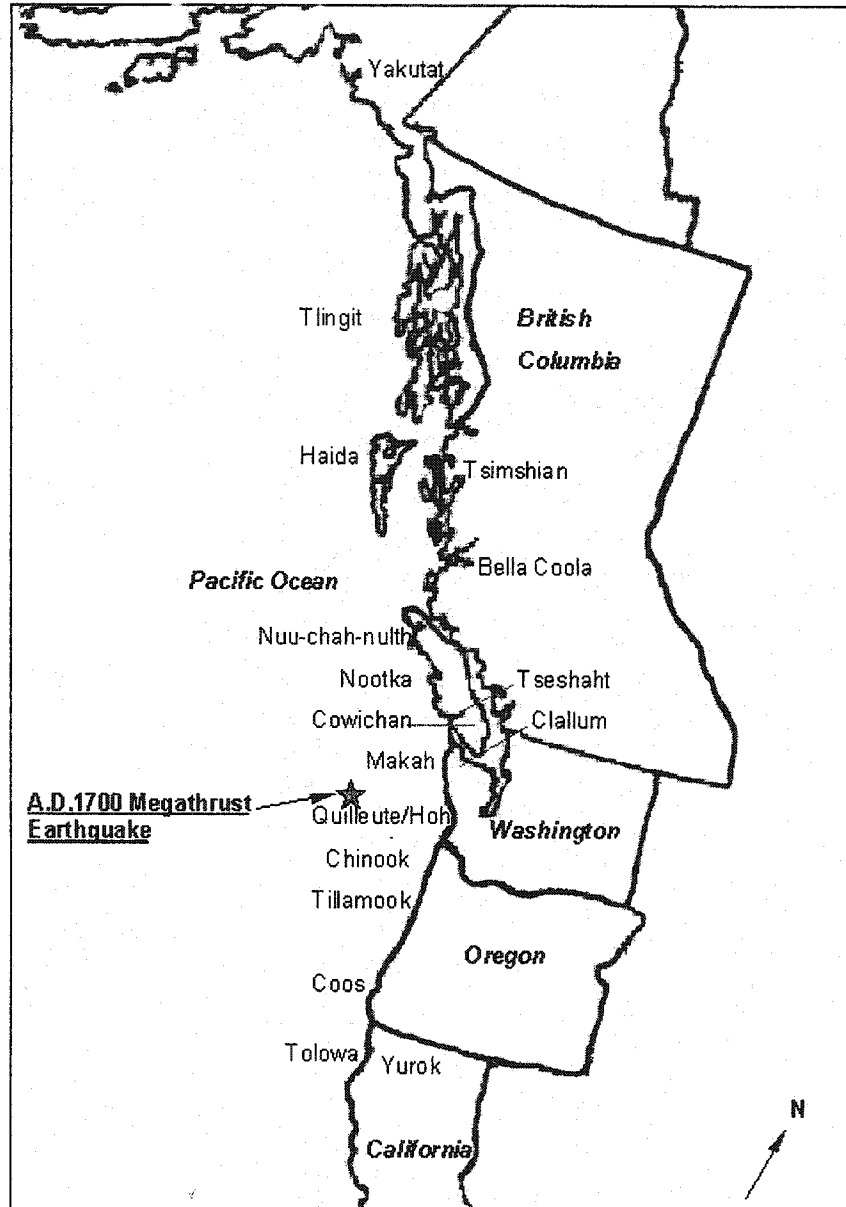 Yakutat
Tlingit
British
Columbia
Haida
Tsimshian
Pacific Ocean
Bella Coola
Nuu-chah-nulth
Nootka
Tseshaht
Cowichan
Clallum
Makah
A.D.1700 Megathrust
Earthquake
Quilleute/Hoh
Washington
Chinook
Tillamook
Oregon
Coos
Tolowa
Yurok
N
California